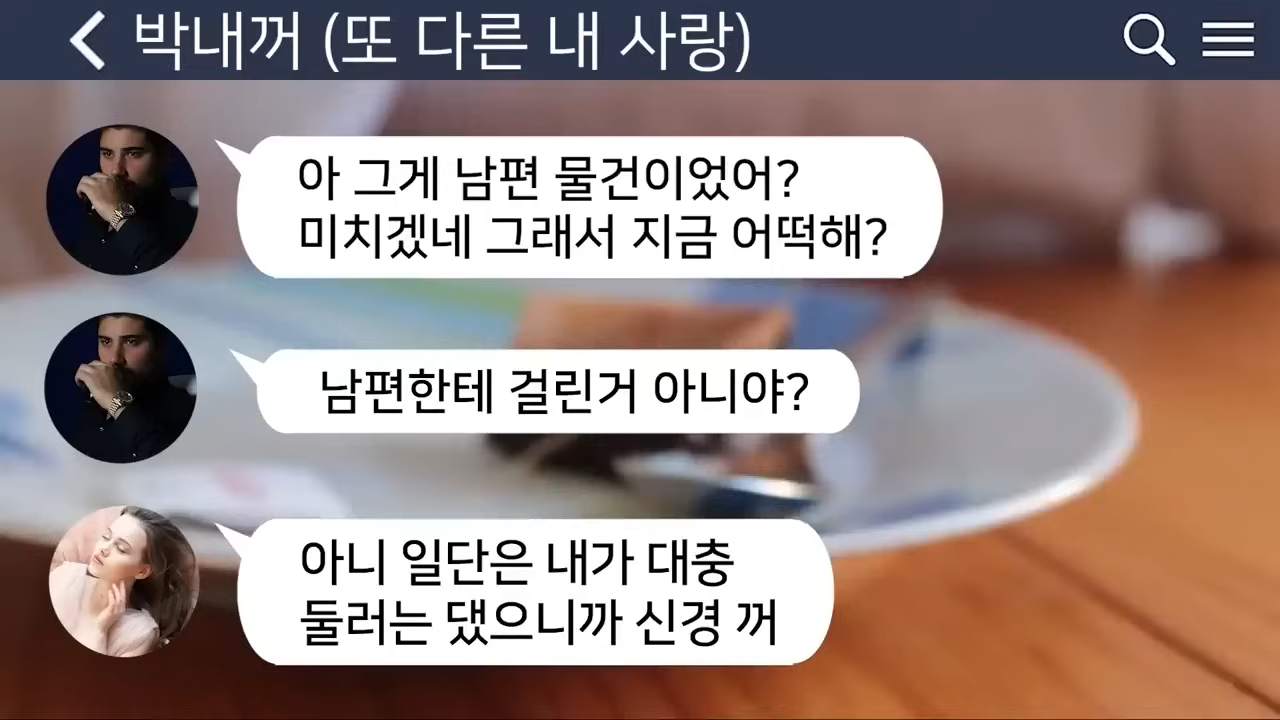 박내꺼 (또 다른 내 사랑)
아 그게 남편 물건이었어?
미치겠네 그래서 지금 어떡해?
남편한테 걸린거 아니야?
아니 일단은 내가 대충
둘러는 댔으니까 신경 꺼